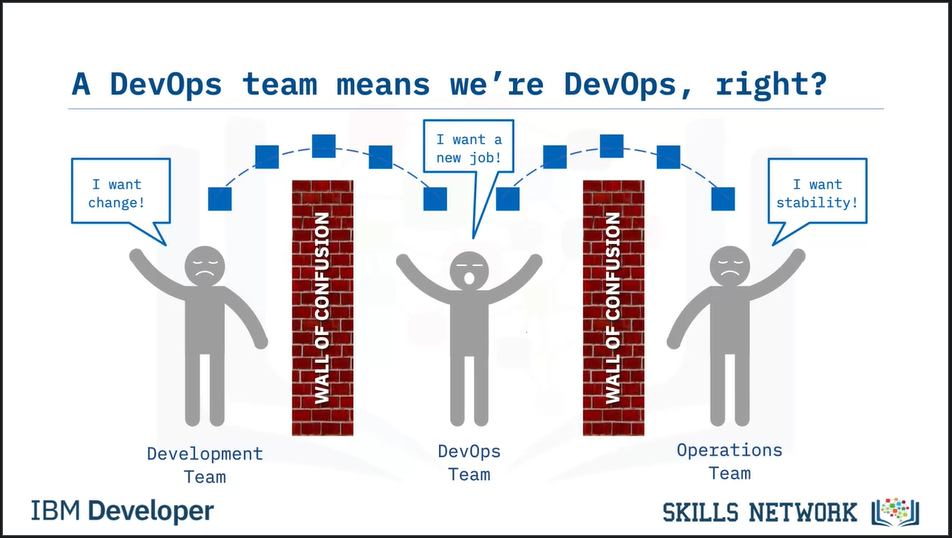 A DevOps team means we're DevOps, right?
I want
change!
I want a
new job!
I want
stability!
WALL OF CONFUSION
WALL OF CONFUSION
Development
Team
DevOps
Team
Operations
Team
IBM Developer
SKILLS NETWORK